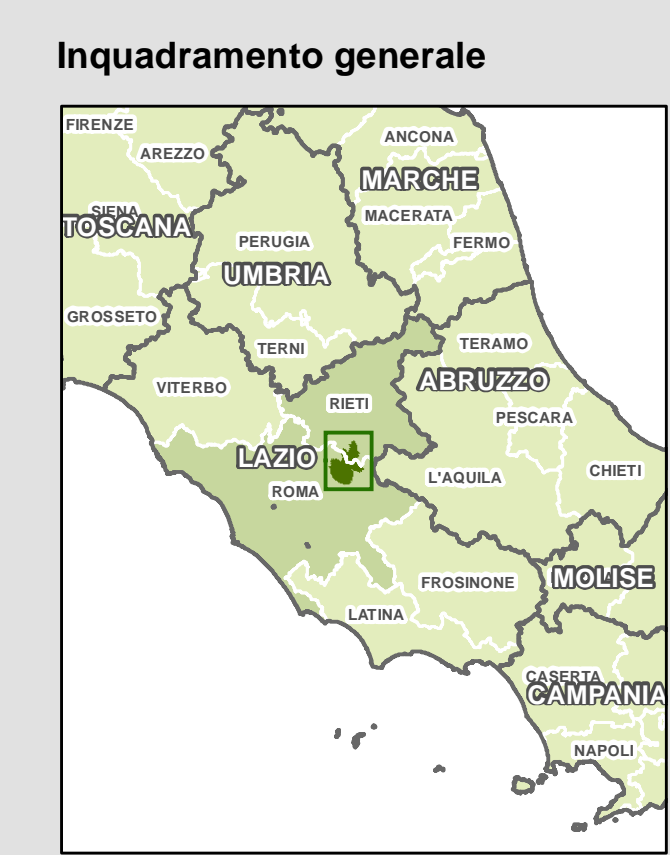 Inquadramento generale
FIRENZE
ANCONA
AREZZO
MARCHE
SIENA
MACERATA
TOSCANA
PERUGIA
FERMO
UMBRIA
GROSSETO
TERAMO
TERNI
ABRUZZO
VITERBO
RIETI
PESCARA
LAZIO
CHIETI
L'AQUILA
ROMA
MOLISE
FROSINONE
LATINA
CASERTA
CAMPANIA
NAPOLI